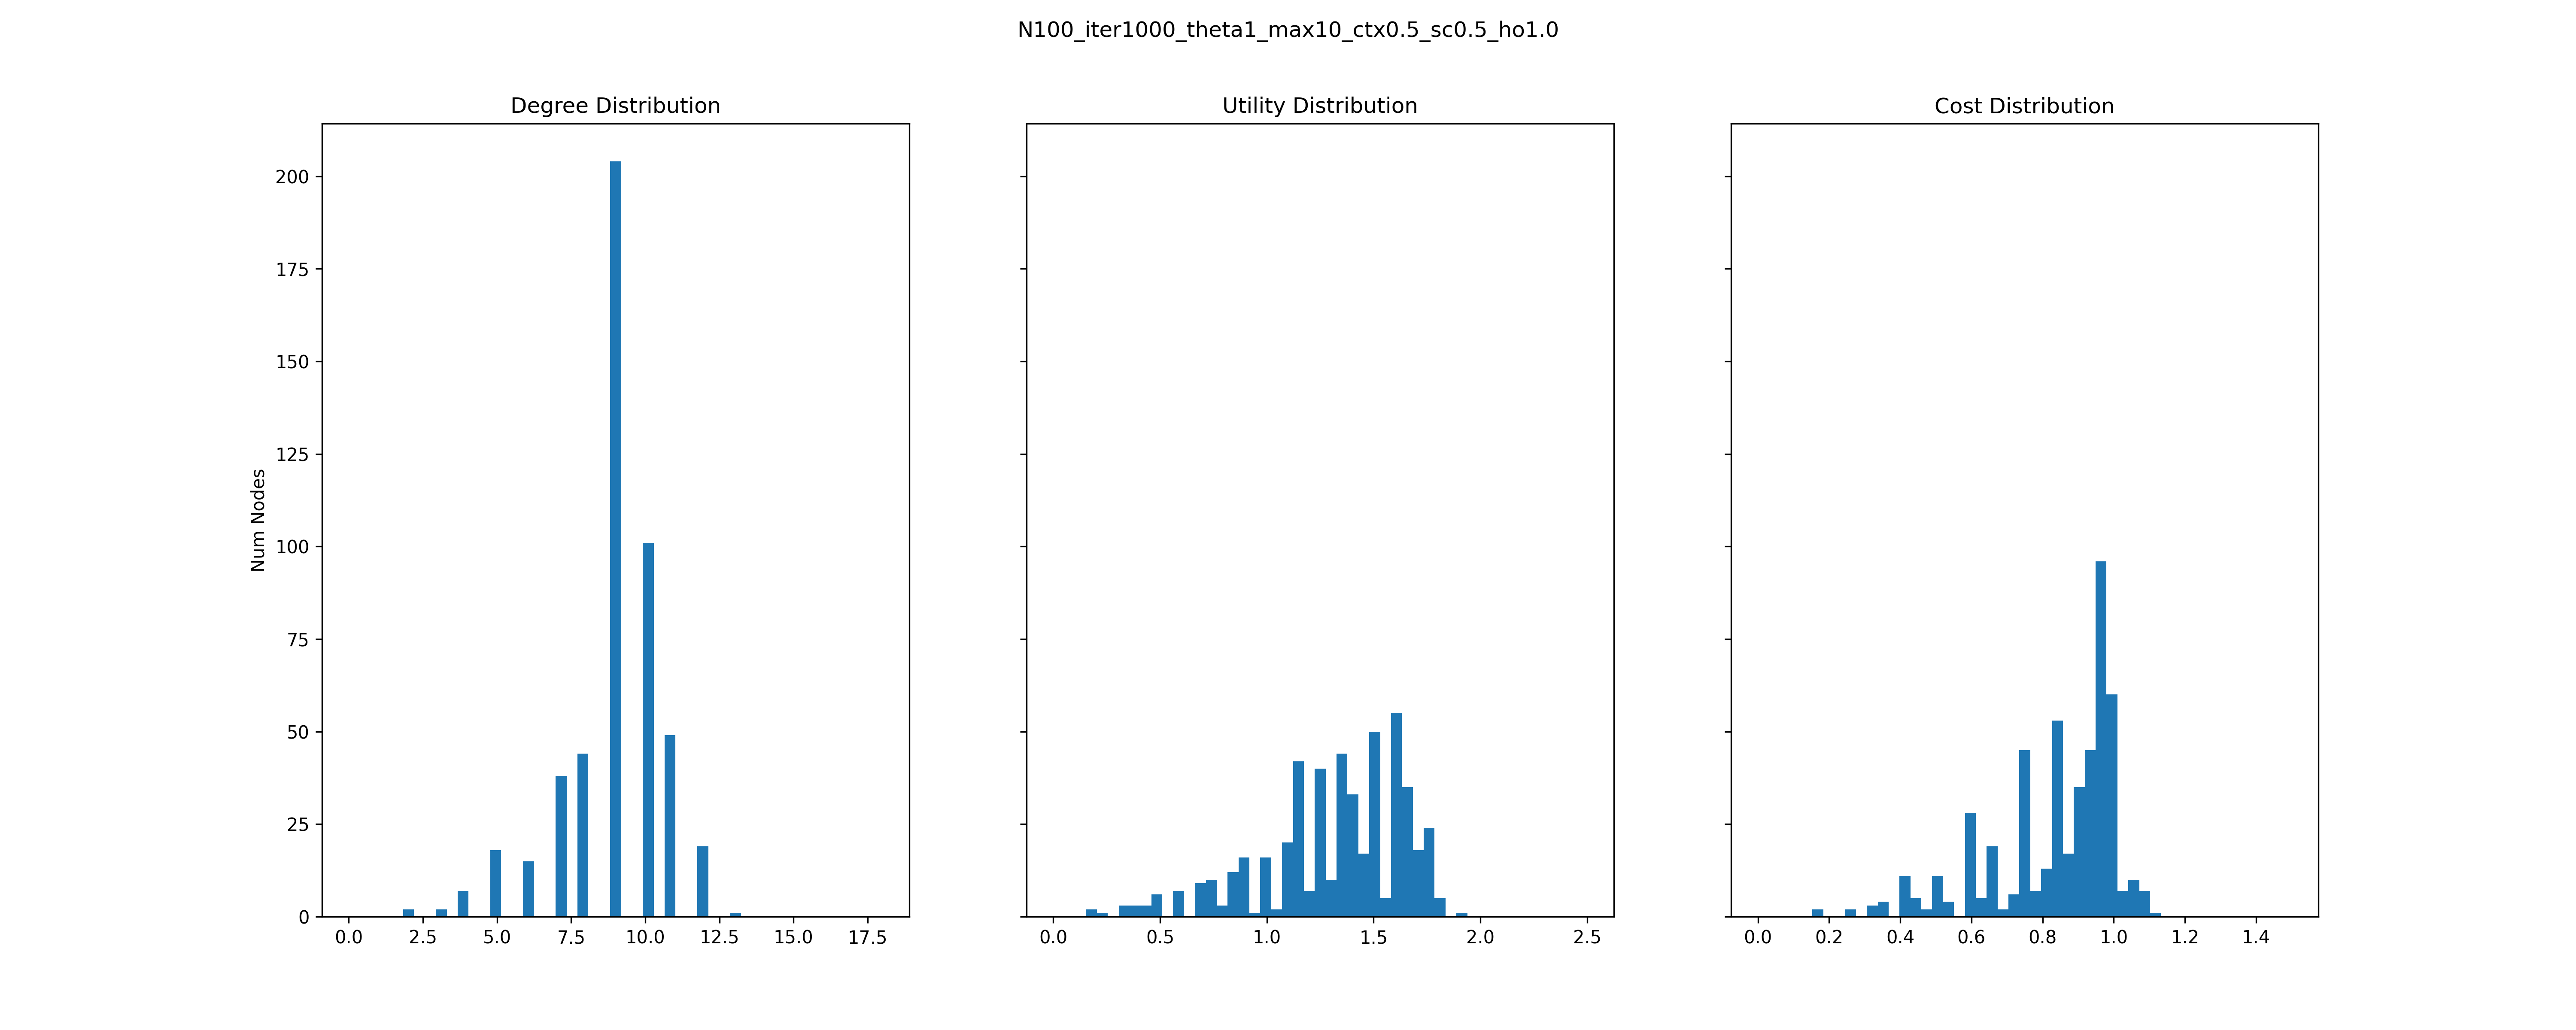 N100_iter1000_theta1_max10_ctx0.5_sc0.5_ho1.0
Degree Distribution
Utility Distribution
Cost Distribution
Num Nodes
200
175
150
125
100
75
50
25
0
0.0 2.5 5.0 7.5 10.0 12.5 15.0 17.5
0.0 0.5 1.0 1.5 2.0 2.5
0.0 0.2 0.4 0.6 0.8 1.0 1.2 1.4